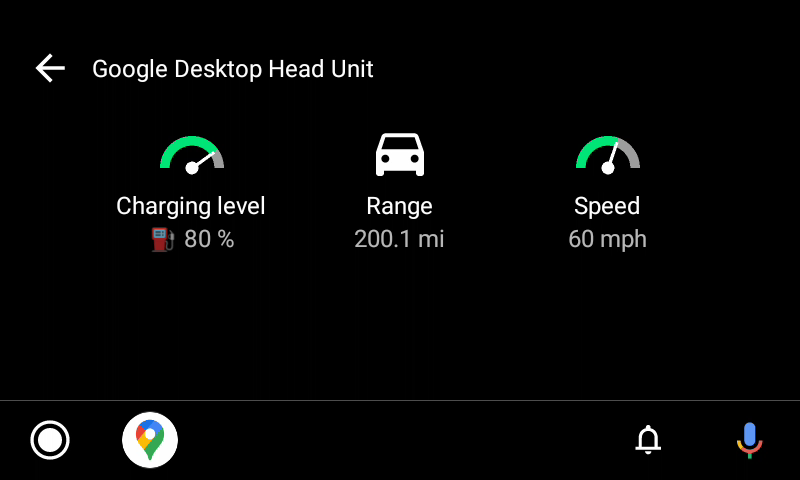 Google Desktop Head Unit
Charging level
Range
Speed
80 %
200.1 mi
60 mph